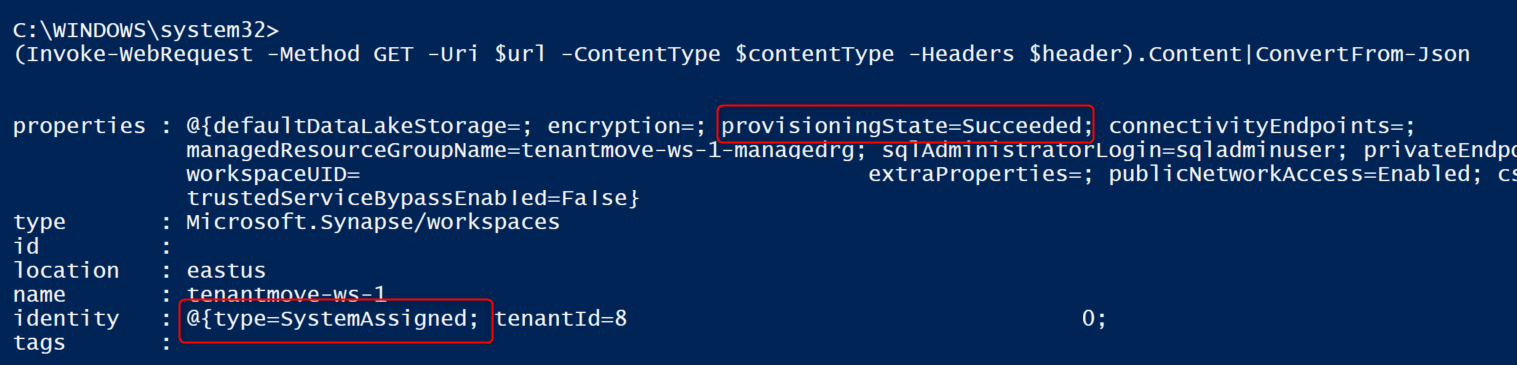 C:\WINDOWS\system32>
(Invoke-WebRequest -Method GET -Uri $url -ContentType $contentType -Headers $header).Content|ConvertFrom-Json
properties : @{defaultDataLakeStorage=; encryption=; provisioningState=Succeeded; connectivityEndpoints=;
managedResourceGroupName=tenantmove-ws-1-managedrg; sqlAdministratorLogin=sqladminuser; privateEndpo
workspaceUID= extraProperties=; publicNetworkAccess=Enabled; cs
trustedServiceBypassEnabled=False}
type : Microsoft.Synapse/workspaces
id :
location : eastus
name : tenantmove-ws-1
identity : @{type=SystemAssigned; tenantId=8 0;
tags :